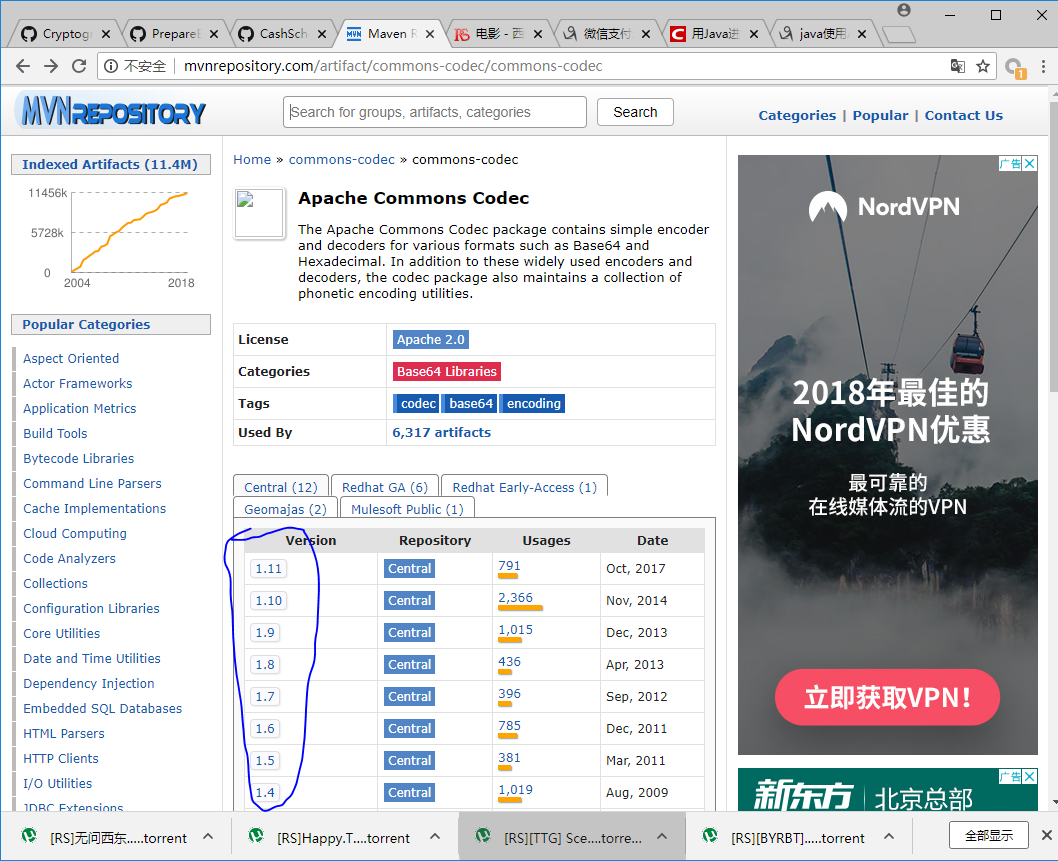 Cryptog
PrepareE
CashSch
Maven R
电影 - 西
微信支付
用Java进
java使用
不安全 mvnrepository.com/artifact/commons-codec/commons-codec
1
MVNREPOSITORY
Search for groups, artifacts, categories
Search
Categories | Popular | Contact Us
Indexed Artifacts (11.4M)
11456k
5728k
0
2004 2018
Popular Categories
Aspect Oriented
Actor Frameworks
Application Metrics
Build Tools
Bytecode Libraries
Command Line Parsers
Cache Implementations
Cloud Computing
Code Analyzers
Collections
Configuration Libraries
Core Utilities
Date and Time Utilities
Dependency Injection
Embedded SQL Databases
HTML Parsers
HTTP Clients
I/O Utilities
JDBC Extensions
Home » commons-codec » commons-codec
Apache Commons Codec
The Apache Commons Codec package contains simple encoder
and decoders for various formats such as Base64 and
Hexadecimal. In addition to these widely used encoders and
decoders, the codec package also maintains a collection of
phonetic encoding utilities.
License Apache 2.0
Categories Base64 Libraries
Tags codec base64 encoding
Used By 6,317 artifacts
Central (12) Redhat GA (6) Redhat Early-Access (1)
Geomajas (2) Mulesoft Public (1)
Version Repository Usages Date
1.11 Central 791 Oct, 2017
1.10 Central 2,366 Nov, 2014
1.9 Central 1,015 Dec, 2013
1.8 Central 436 Apr, 2013
1.7 Central 396 Sep, 2012
1.6 Central 785 Dec, 2011
1.5 Central 381 Mar, 2011
1.4 Central 1,019 Aug, 2009
广告
NordVPN
2018年最佳的
NordVPN优惠
最可靠的
在线媒体流的VPN
立即获取VPN!
广告
新东方 北京总部
[RS]无问西东.....torrent
[RS]Happy.T....torrent
[RS][TTG] Sce....torre...
[RS][BYRBT].....torrent
全部显示